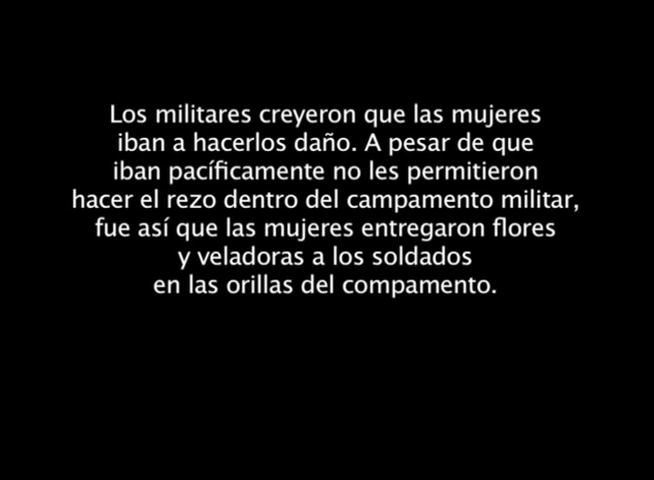 Los militares creyeron que las mujeres
iban a hacerlos daño. A pesar de que
iban pacíficamente no les permitieron
hacer el rezo dentro del campamento militar,
fue así que las mujeres entregaron flores
y veladoras a los soldados
en las orillas del compamento.